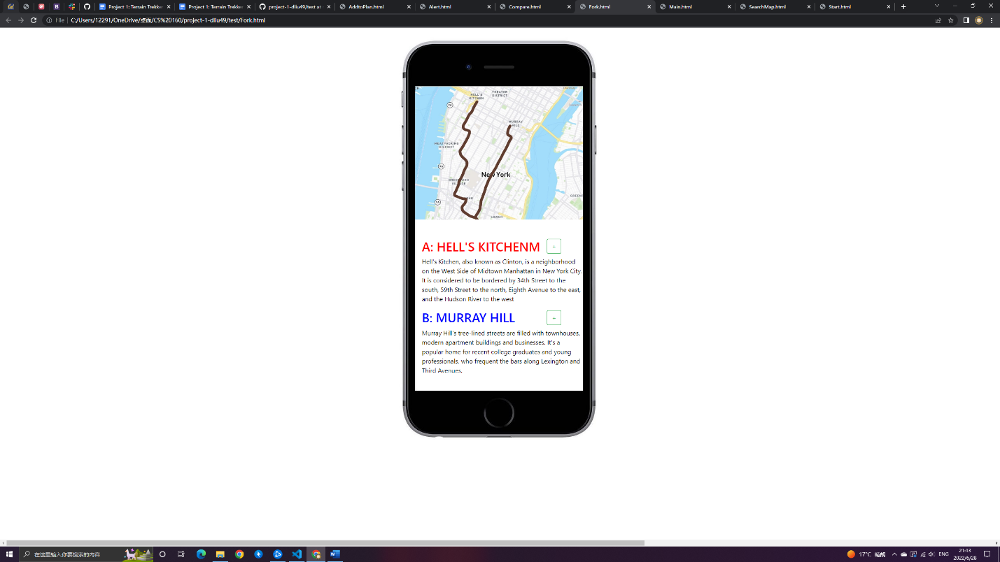 Project 1: Terrain Trekke
Project 1: Terrain Trekke
project-1-dliu49/test at
AddtoPlan.html
Alert.html
Compare.html
Fork.html
Main.html
SearchMap.html
Start.html
File
C:/Users/12291/OneDrive/桌面/CS%20160/project-1-dliu49/test/Fork.html
HELL'S
KITCHEN
THEATER
DISTRICT
9A
MURRAY
HILL
MEATPACKING
DISTRICT
9A
New York
GREENWICH
VILLAGE
9A
LOWER
A: HELL'S KITCHENM
+
Hell's Kitchen, also known as Clinton, is a neighborhood
on the West Side of Midtown Manhattan in New York City.
It is considered to be bordered by 34th Street to the
south, 59th Street to the north, Eighth Avenue to the east,
and the Hudson River to the west
B: MURRAY HILL
+
Murray Hill's tree-lined streets are filled with townhouses,
modern apartment buildings and businesses. It's a
popular home for recent college graduates and young
professionals, who frequent the bars along Lexington and
Third Avenues.
在这里输入你要搜索的内容
17°C 晴朗
ENG
21:13
2022/6/28